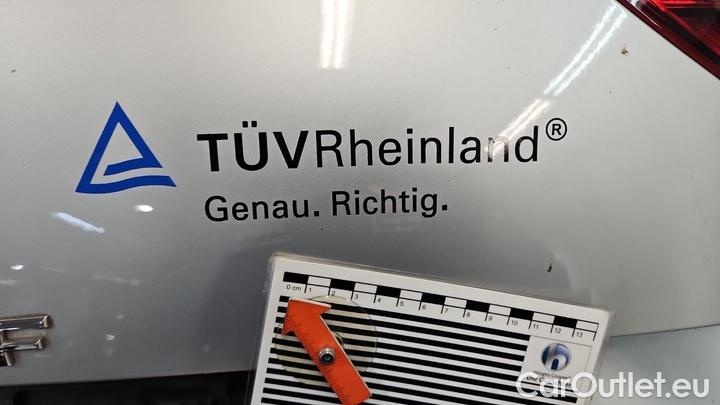 TÜVRheinland®
Genau. Richtig.
0 cm 1 2 3 4 5 6 7 8 9 10 11 12 13
F
CarOutlet.eu